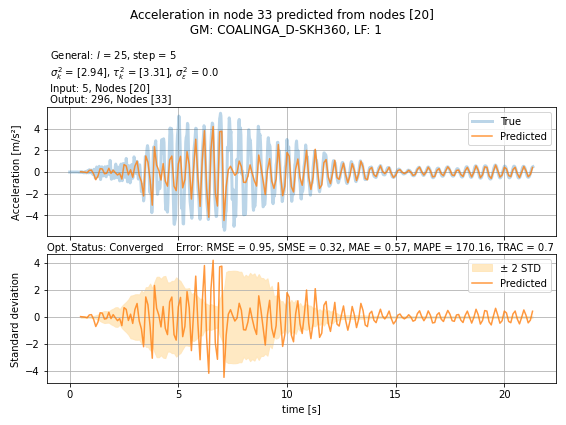 Acceleration in node 33 predicted from nodes [20]
GM: COALINGA_D-SKH360, LF: 1
General: l = 25, step = 5
σ²ₖ = [2.94], τ²ₖ = [3.31], σ²ε = 0.0
Input: 5, Nodes [20]
Output: 296, Nodes [33]
Acceleration [m/s²]
4
2
0
−2
−4
True
Predicted
Opt. Status: Converged Error: RMSE = 0.95, SMSE = 0.32, MAE = 0.57, MAPE = 170.16, TRAC = 0.7
Standard deviation
4
2
0
−2
−4
± 2 STD
Predicted
0 5 10 15 20
time [s]